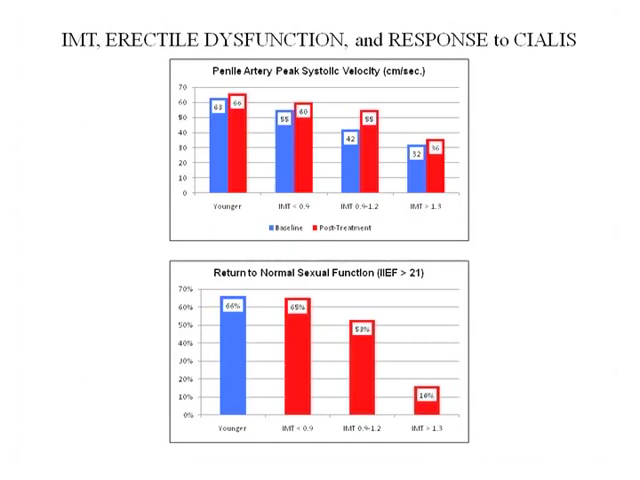 IMT, ERECTILE DYSFUNCTION, and RESPONSE to CIALIS
Penile Artery Peak Systolic Velocity (cm/sec.)
70
60
50
40
30
20
10
0
63 66
55 60
42 55
32 36
Younger IMT < 0.9 IMT 0.9-1.2 IMT > 1.3
Baseline Post-Treatment
Return to Normal Sexual Function (IIEF > 21)
70%
60%
50%
40%
30%
20%
10%
0%
66% 65% 53% 16%
Younger IMT < 0.9 IMT 0.9-1.2 IMT > 1.3